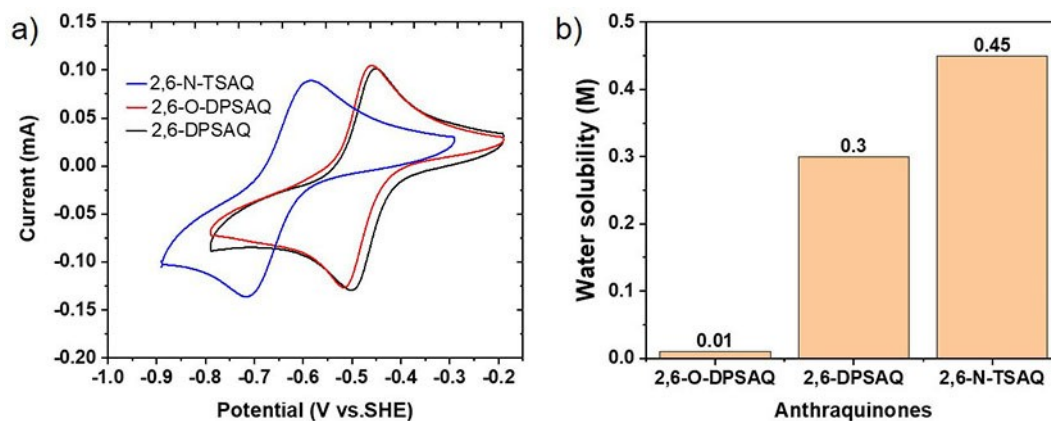 a)
2,6-N-TSAQ
2,6-O-DPSAQ
2,6-DPSAQ
0.15
0.10
0.05
0.00
-0.05
-0.10
-0.15
-0.20
Current (mA)
-1.0 -0.9 -0.8 -0.7 -0.6 -0.5 -0.4 -0.3 -0.2
Potential (V vs.SHE)
b)
0.5
0.4
0.3
0.2
0.1
0.0
Water solubility (M)
0.01
0.3
0.45
2,6-O-DPSAQ 2,6-DPSAQ 2,6-N-TSAQ
Anthraquinones